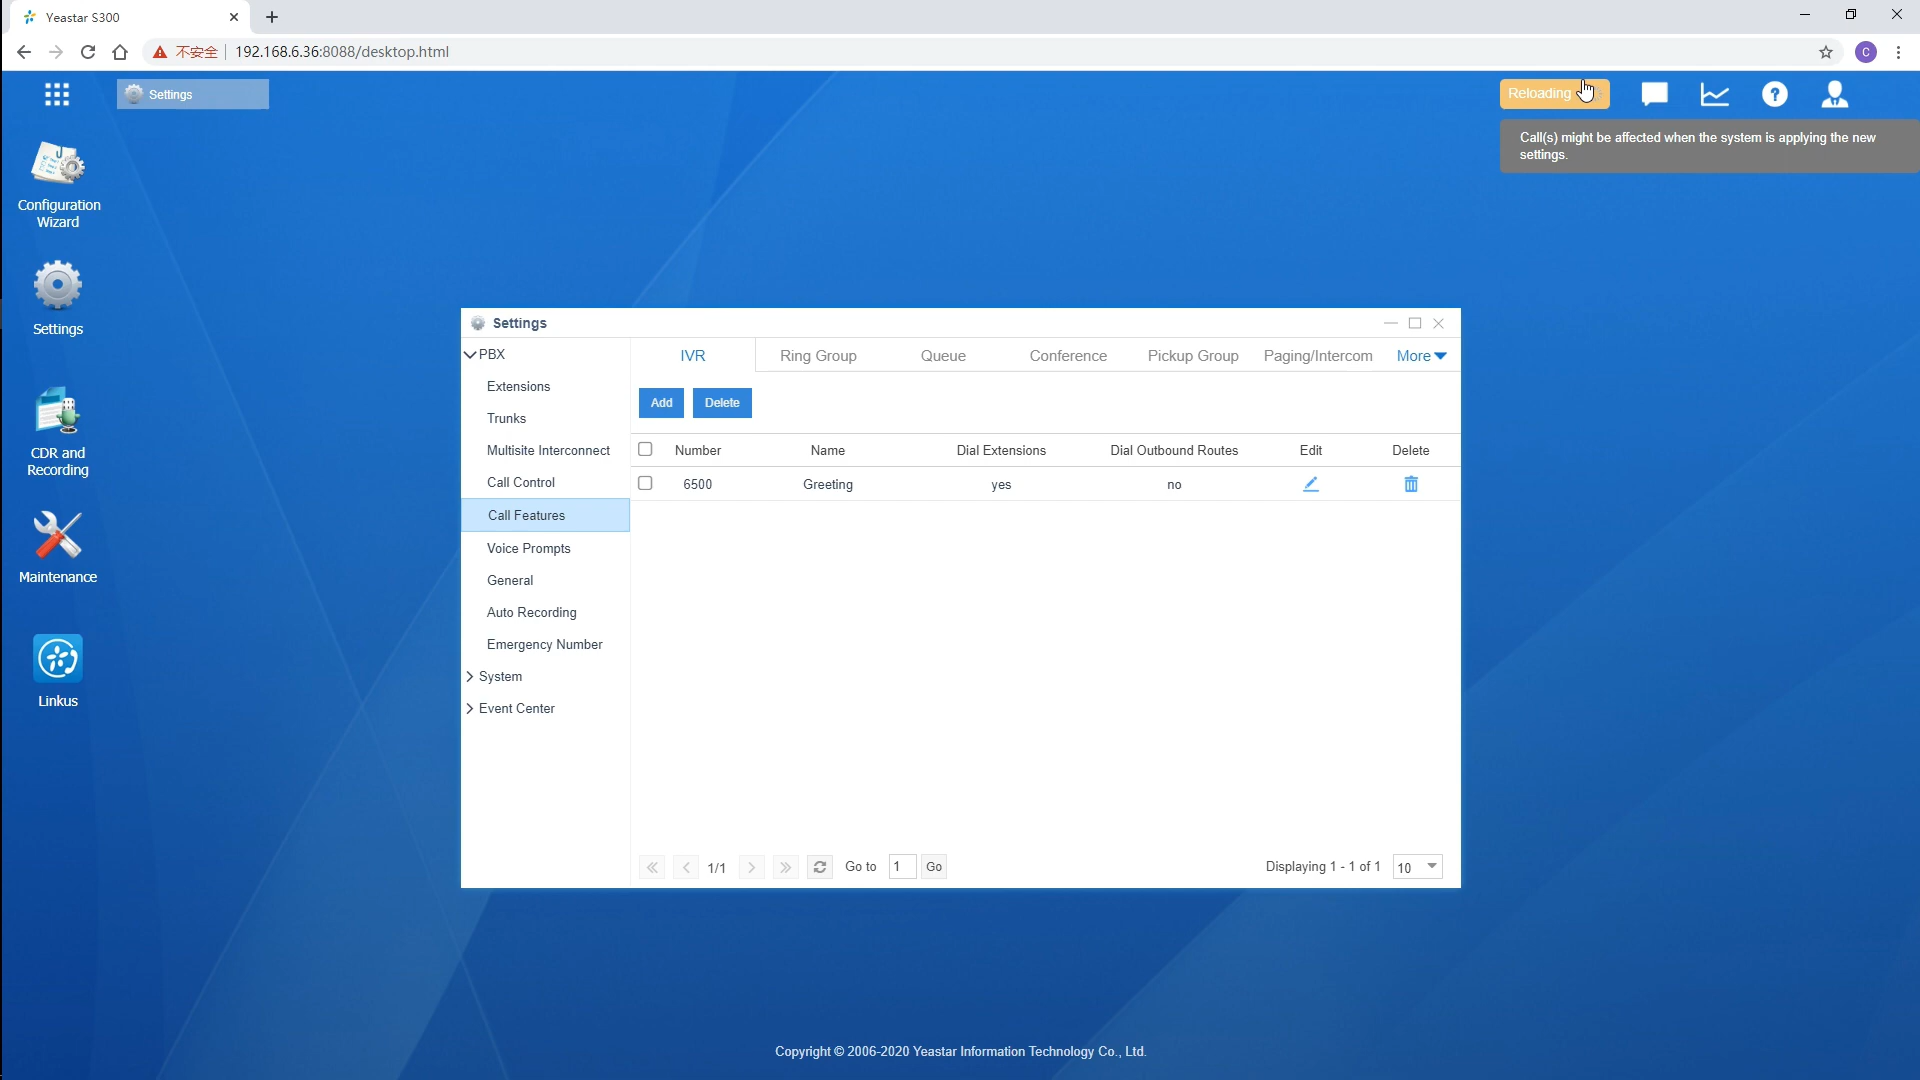 Yeastar S300
不安全
192.168.6.36:8088/desktop.html
C
Settings
Reloading
Call(s) might be affected when the system is applying the new
settings.
Configuration
Wizard
Settings
CDR and
Recording
Maintenance
Linkus
Settings
PBX
Extensions
Trunks
Multisite Interconnect
Call Control
Call Features
Voice Prompts
General
Auto Recording
Emergency Number
System
Event Center
IVR Ring Group Queue Conference Pickup Group Paging/Intercom More
Add Delete
Number Name Dial Extensions Dial Outbound Routes Edit Delete
6500 Greeting yes no
1/1 Go to 1 Go Displaying 1 - 1 of 1 10
Copyright © 2006-2020 Yeastar Information Technology Co., Ltd.